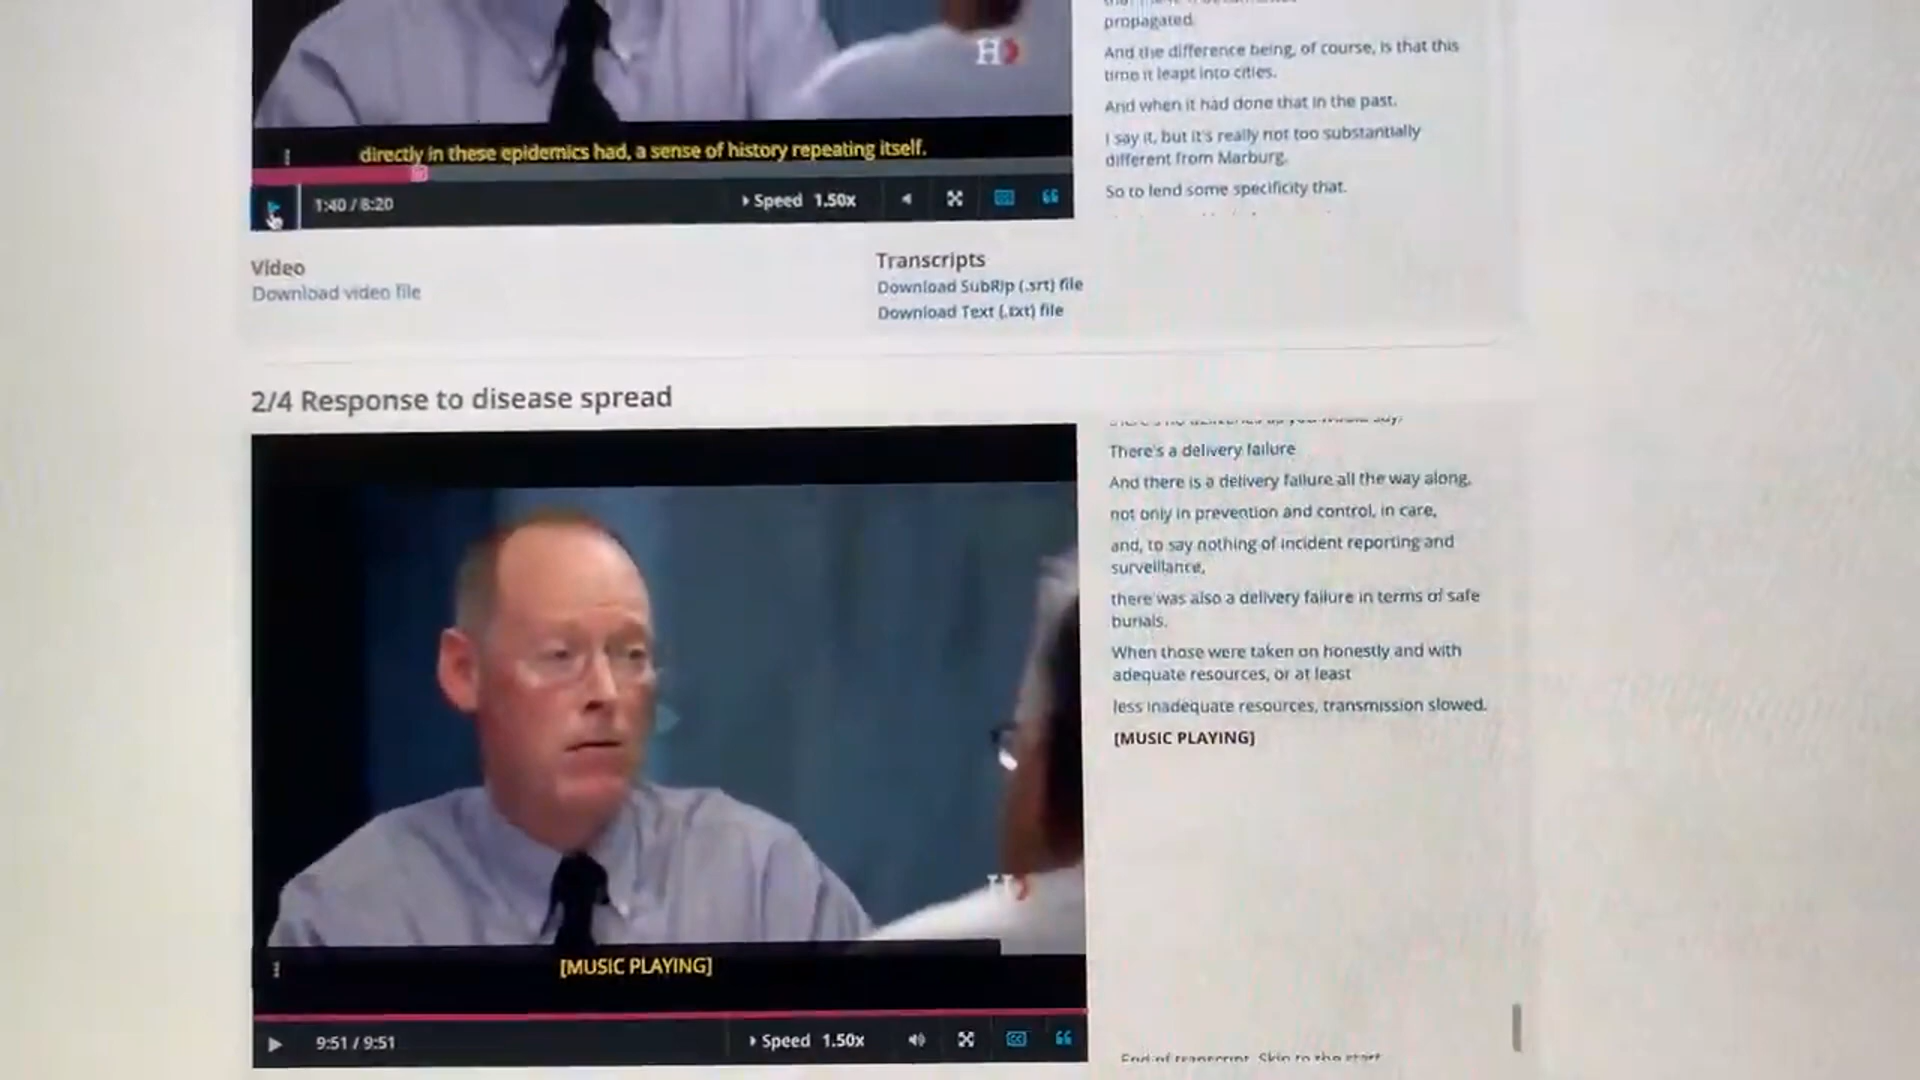 propagated.
And the difference being, of course, is that this
time it leapt into cities.
And when it had done that in the past.
I say it, but it's really not too substantially
different from Marburg.
So to lend some specificity that.
directly in these epidemics had, a sense of history repeating itself.
1:40 / 8:20
Speed 1.50x
Video
Download video file
Transcripts
Download SubRip (.srt) file
Download Text (.txt) file
2/4 Response to disease spread
There's a delivery failure
And there is a delivery failure all the way along,
not only in prevention and control, in care,
and, to say nothing of incident reporting and
surveillance,
there was also a delivery failure in terms of safe
burials.
When those were taken on honestly and with
adequate resources, or at least
less inadequate resources, transmission slowed.
[MUSIC PLAYING]
[MUSIC PLAYING]
9:51 / 9:51
Speed 1.50x
End of transcript. Skip to the start.